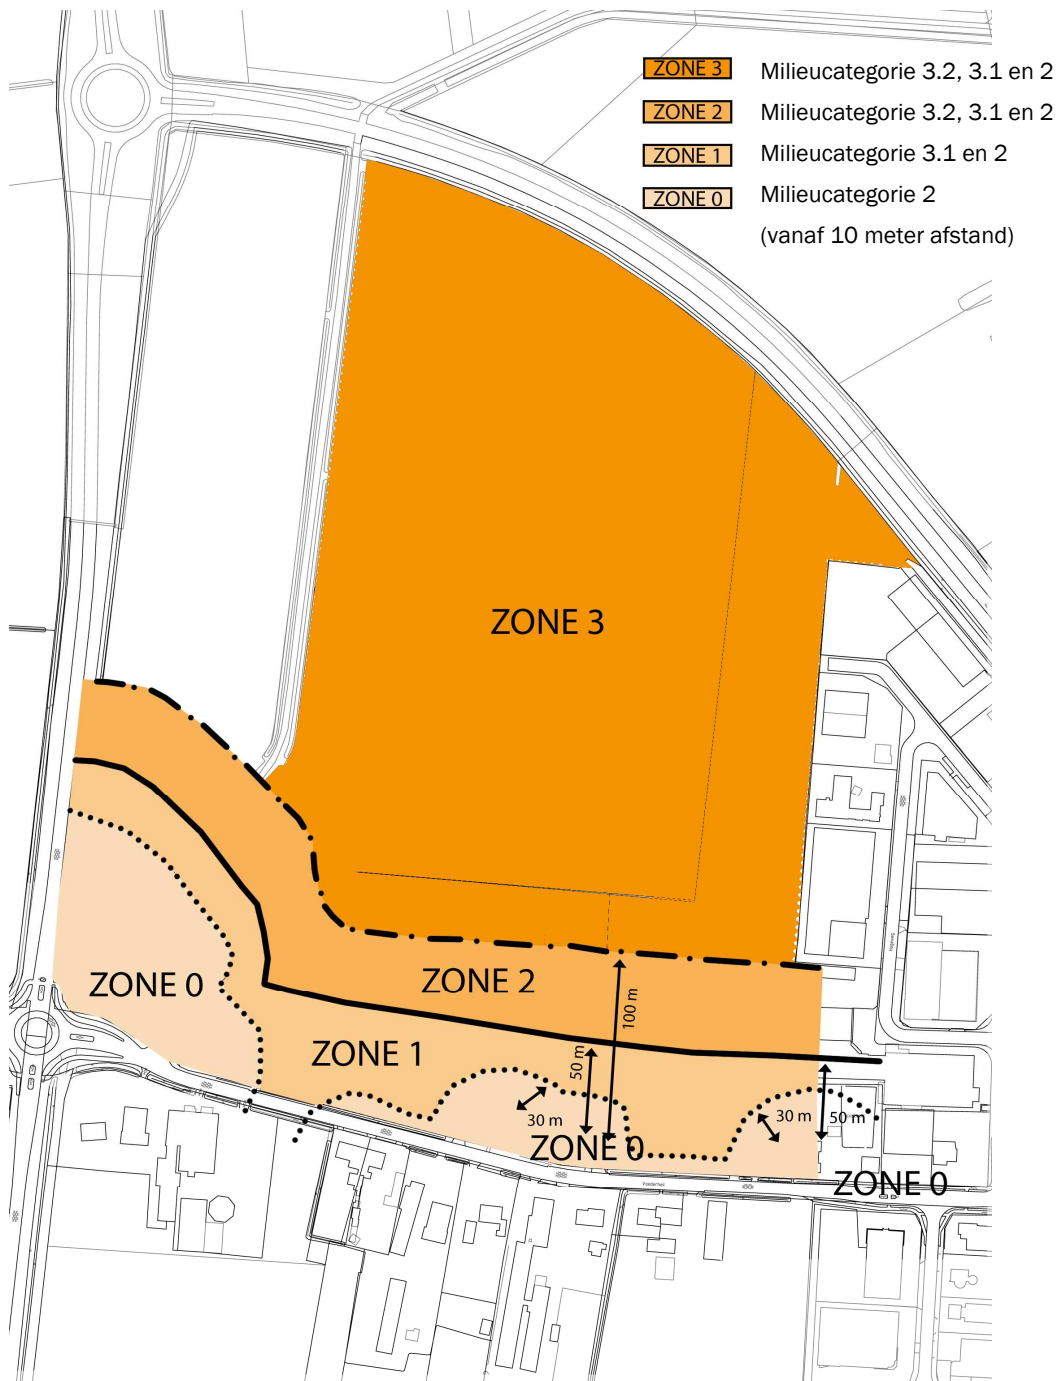 ZONE 3 Milieucategorie 3.2, 3.1 en 2
ZONE 2 Milieucategorie 3.2, 3.1 en 2
ZONE 1 Milieucategorie 3.1 en 2
ZONE 0 Milieucategorie 2
(vanaf 10 meter afstand)
ZONE 3
ZONE 2
ZONE 0
100 m
ZONE 1
50 m
30 m
30 m
50 m
ZONE 0
ZONE 0